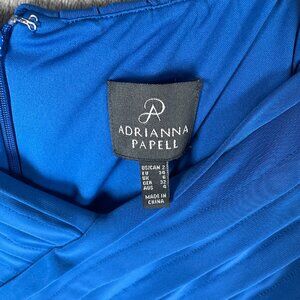 ADRIANNA
PAPELL
US/CAN 2
EU 34
UK 6
GER 32
AUS 6
MADE IN
CHINA